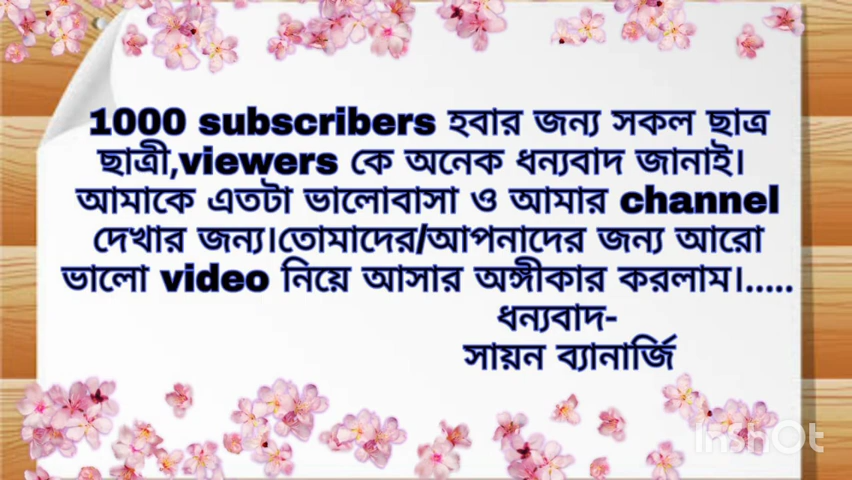 1000 subscribers হবার জন্য সকল ছাত্র
ছাত্রী,viewers কে অনেক ধন্যবাদ জানাই।
আমাকে এতটা ভালোবাসা ও আমার channel
দেখার জন্য।তোমাদের/আপনাদের জন্য আরো
ভালো video নিয়ে আসার অঙ্গীকার করলাম।.....
ধন্যবাদ-
সায়ন ব্যানার্জি
InshOt